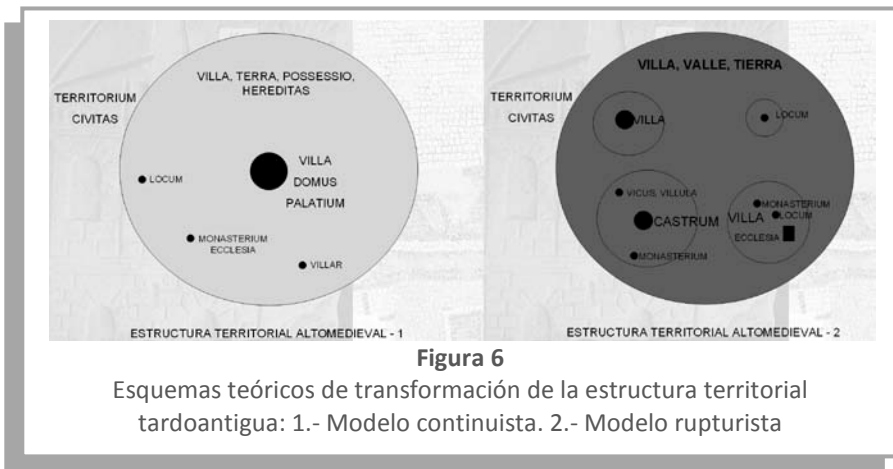 VILLA, TERRA, POSSESSIO,
HEREDITAS
TERRITORIUM
CIVITAS
VILLA
DOMUS
PALATIUM
LOCUM
MONASTERIUM
ECCLESIA
VILLAR
ESTRUCTURA TERRITORIAL ALTOMEDIEVAL - 1
VILLA, VALLE, TIERRA
TERRITORIUM
CIVITAS
VILLA
LOCUM
VICUS, VILLULA
CASTRUM
MONASTERIUM
MONASTERIUM
VILLA
LOCUM
ECCLESIA
ESTRUCTURA TERRITORIAL ALTOMEDIEVAL - 2
Figura 6
Esquemas teóricos de transformación de la estructura territorial
tardoantigua: 1.- Modelo continuista. 2.- Modelo rupturista